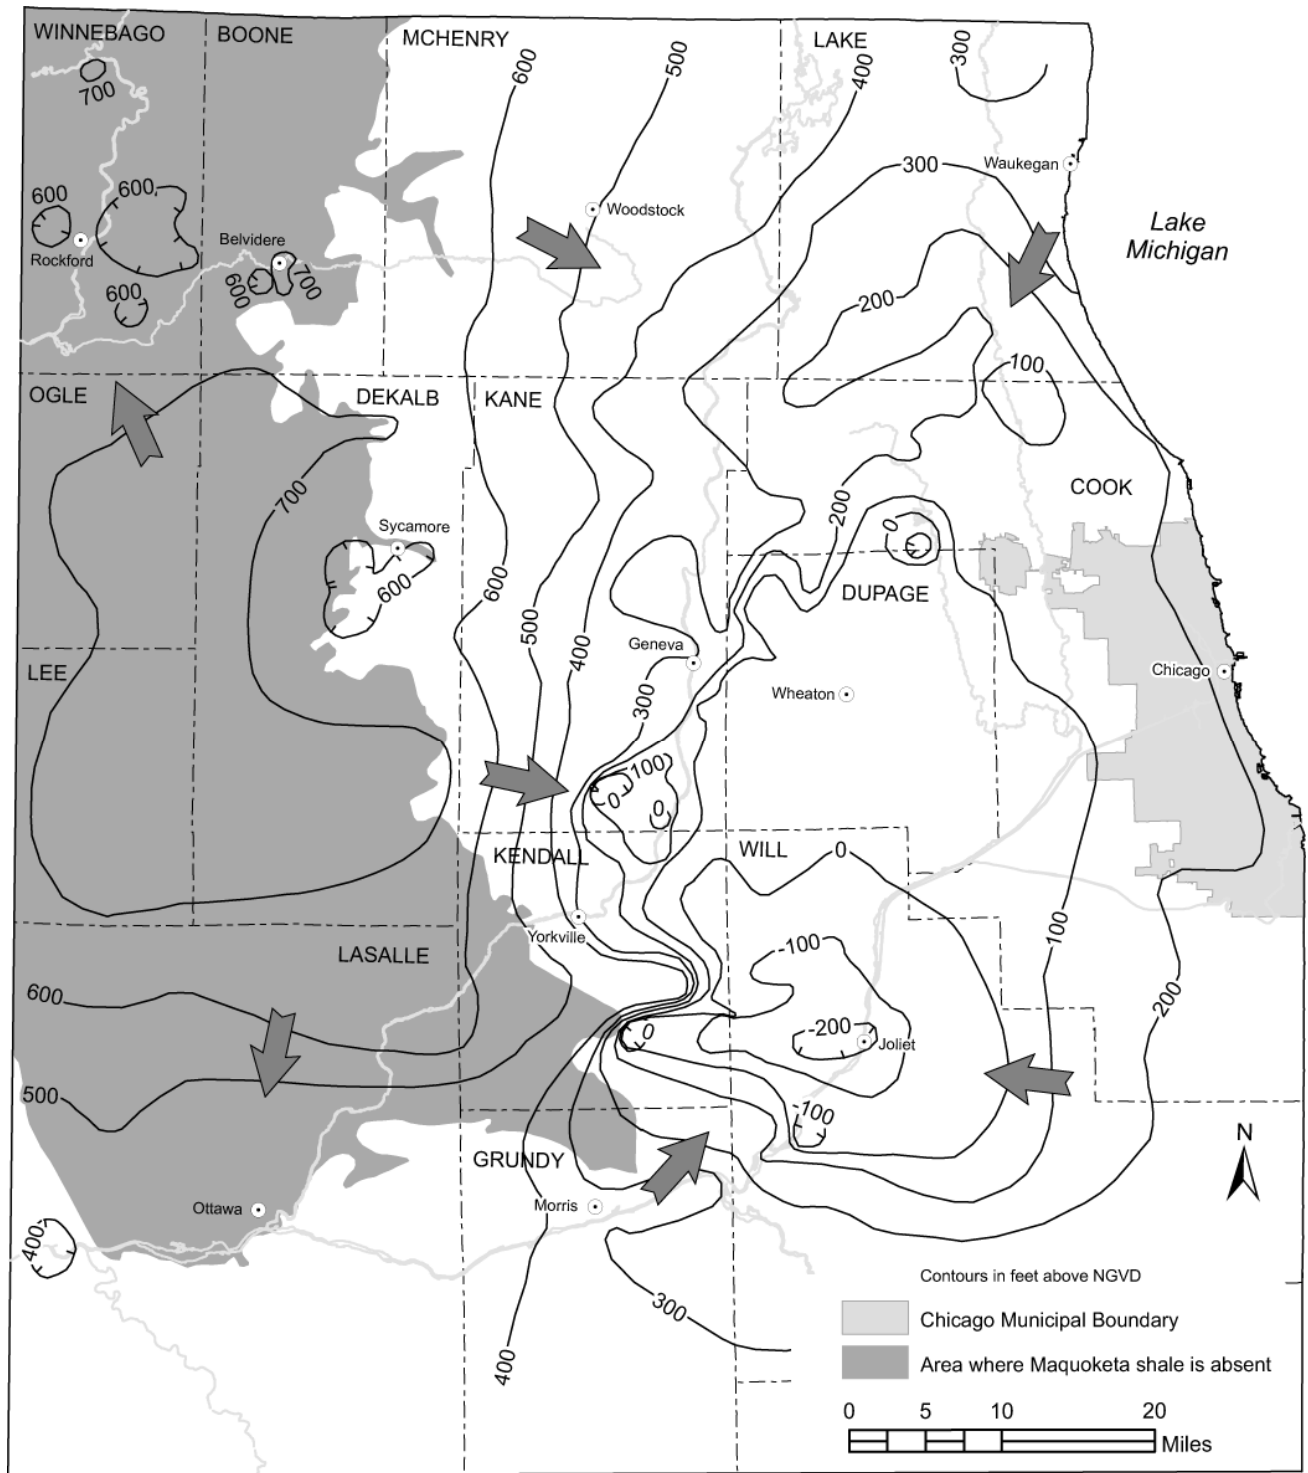 WINNEBAGO
BOONE
MCHENRY
LAKE
600
500
400
300
700
300
Waukegan
600
600
Woodstock
Lake
Michigan
Belvidere
Rockford
600
700
600
200
100
OGLE
DEKALB
KANE
700
COOK
200
Sycamore
0
600
600
DUPAGE
500
400
Geneva
LEE
Chicago
300
Wheaton
100
0
0
KENDALL
WILL
0
Yorkville
100
LASALLE
-100
600
200
0
-200
Joliet
500
-100
N
GRUNDY
Ottawa
Morris
400
Contours in feet above NGVD
300
Chicago Municipal Boundary
400
Area where Maquoketa shale is absent
0 5 10 20
Miles